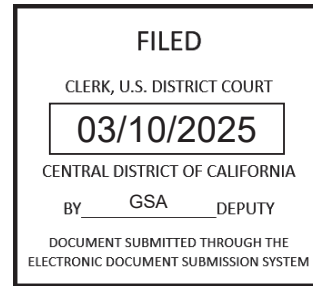 FILED
CLERK, U.S. DISTRICT COURT
03/10/2025
CENTRAL DISTRICT OF CALIFORNIA
BY GSA DEPUTY
DOCUMENT SUBMITTED THROUGH THE
ELECTRONIC DOCUMENT SUBMISSION SYSTEM